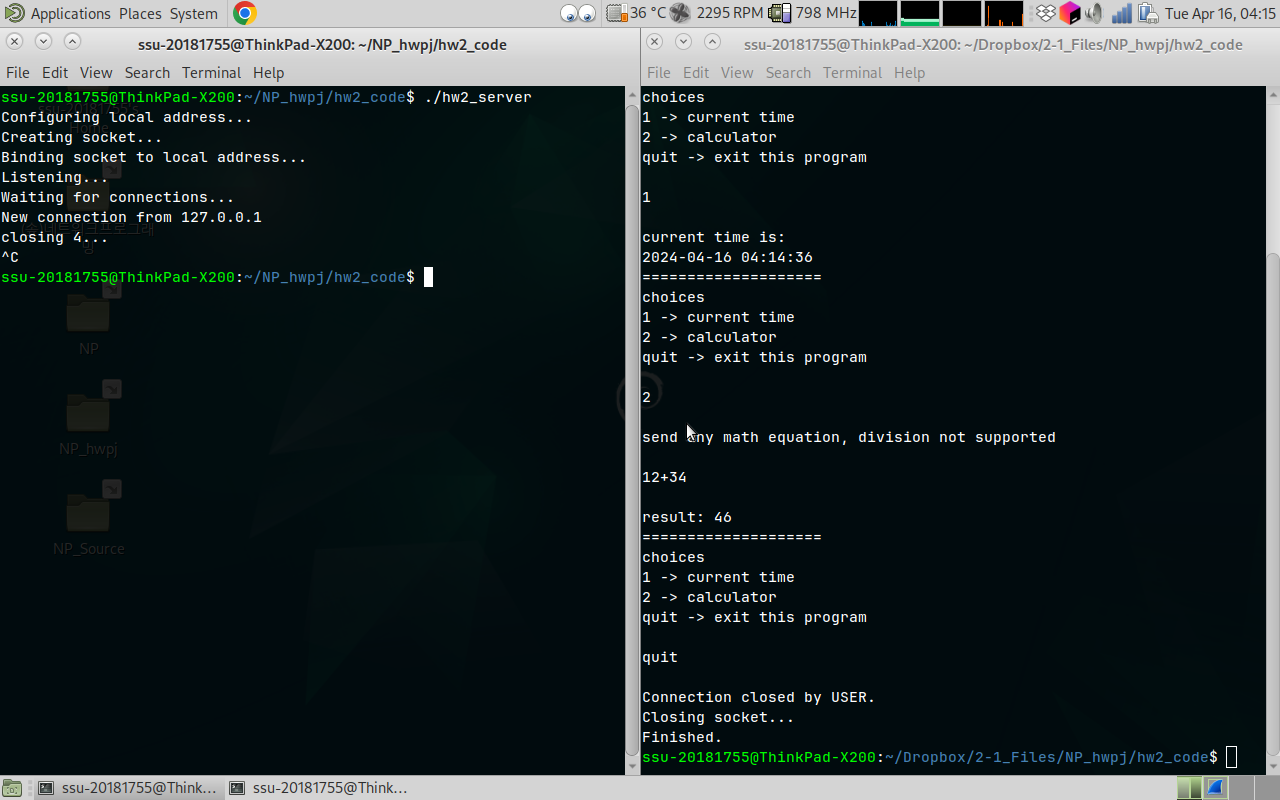 Applications Places System
36 °C 2295 RPM 798 MHz Tue Apr 16, 04:15
ssu-20181755@ThinkPad-X200: ~/NP_hwpj/hw2_code
File Edit View Search Terminal Help
ssu-20181755@ThinkPad-X200:~/NP_hwpj/hw2_code$ ./hw2_server
Configuring local address...
Creating socket...
Binding socket to local address...
Listening...
Waiting for connections...
New connection from 127.0.0.1
closing 4...
^C
ssu-20181755@ThinkPad-X200:~/NP_hwpj/hw2_code$
NP
NP_hwpj
NP_Source
ssu-20181755@ThinkPad-X200: ~/Dropbox/2-1_Files/NP_hwpj/hw2_code
File Edit View Search Terminal Help
choices
1 -> current time
2 -> calculator
quit -> exit this program
1
current time is:
2024-04-16 04:14:36
====================
choices
1 -> current time
2 -> calculator
quit -> exit this program
2
send any math equation, division not supported
12+34
result: 46
====================
choices
1 -> current time
2 -> calculator
quit -> exit this program
quit
Connection closed by USER.
Closing socket...
Finished.
ssu-20181755@ThinkPad-X200:~/Dropbox/2-1_Files/NP_hwpj/hw2_code$
ssu-20181755@Think...
ssu-20181755@Think...